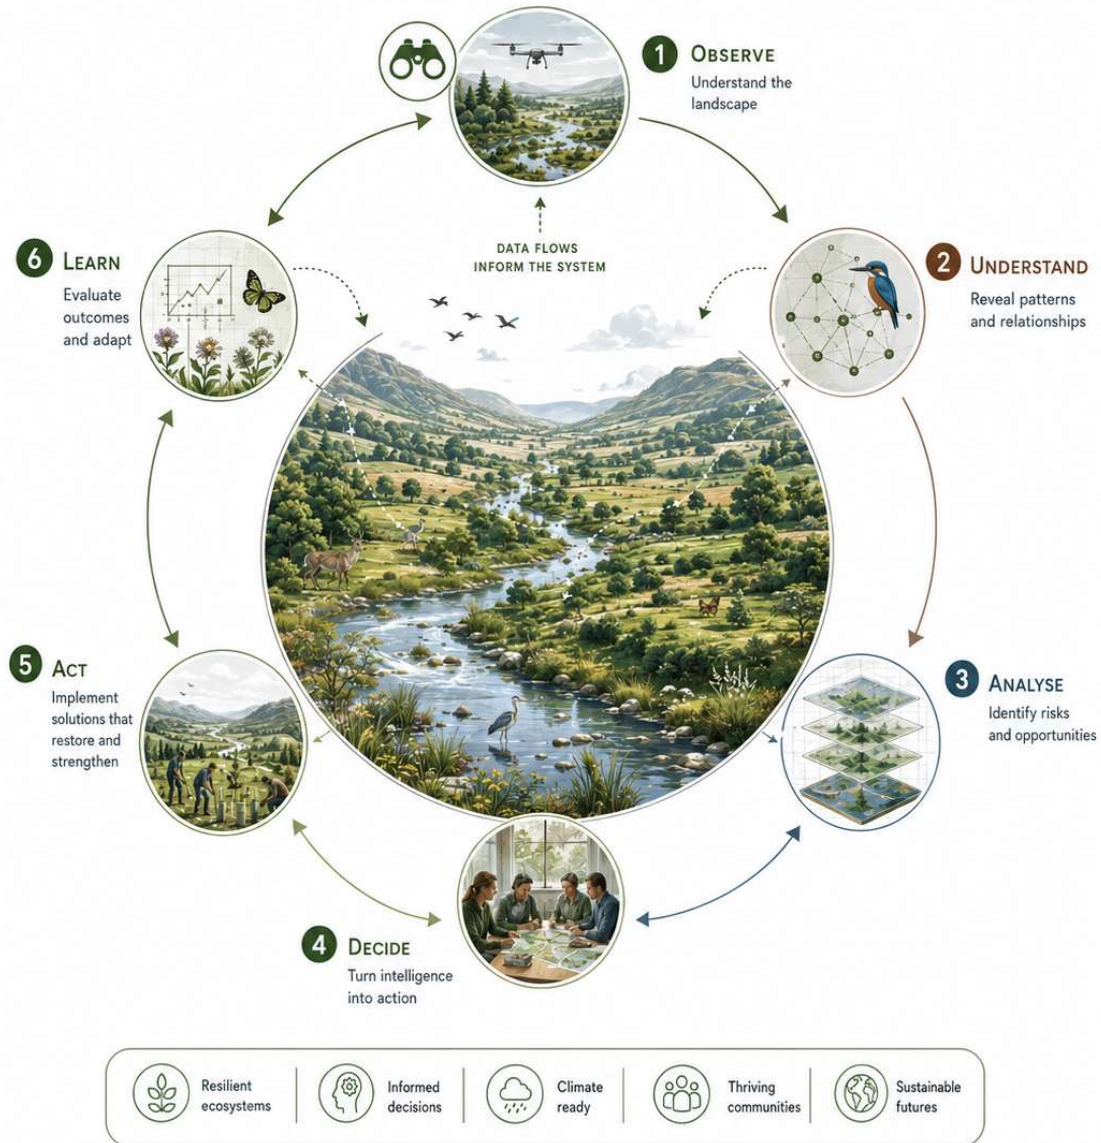 1 OBSERVE
Understand the
landscape
DATA FLOWS
INFORM THE SYSTEM
6 LEARN
Evaluate
outcomes
and adapt
2 UNDERSTAND
Reveal patterns
and relationships
5 ACT
Implement
solutions that
restore and
strengthen
3 ANALYSE
Identify risks
and opportunities
4 DECIDE
Turn intelligence
into action
Resilient
ecosystems
Informed
decisions
Climate
ready
Thriving
communities
Sustainable
futures